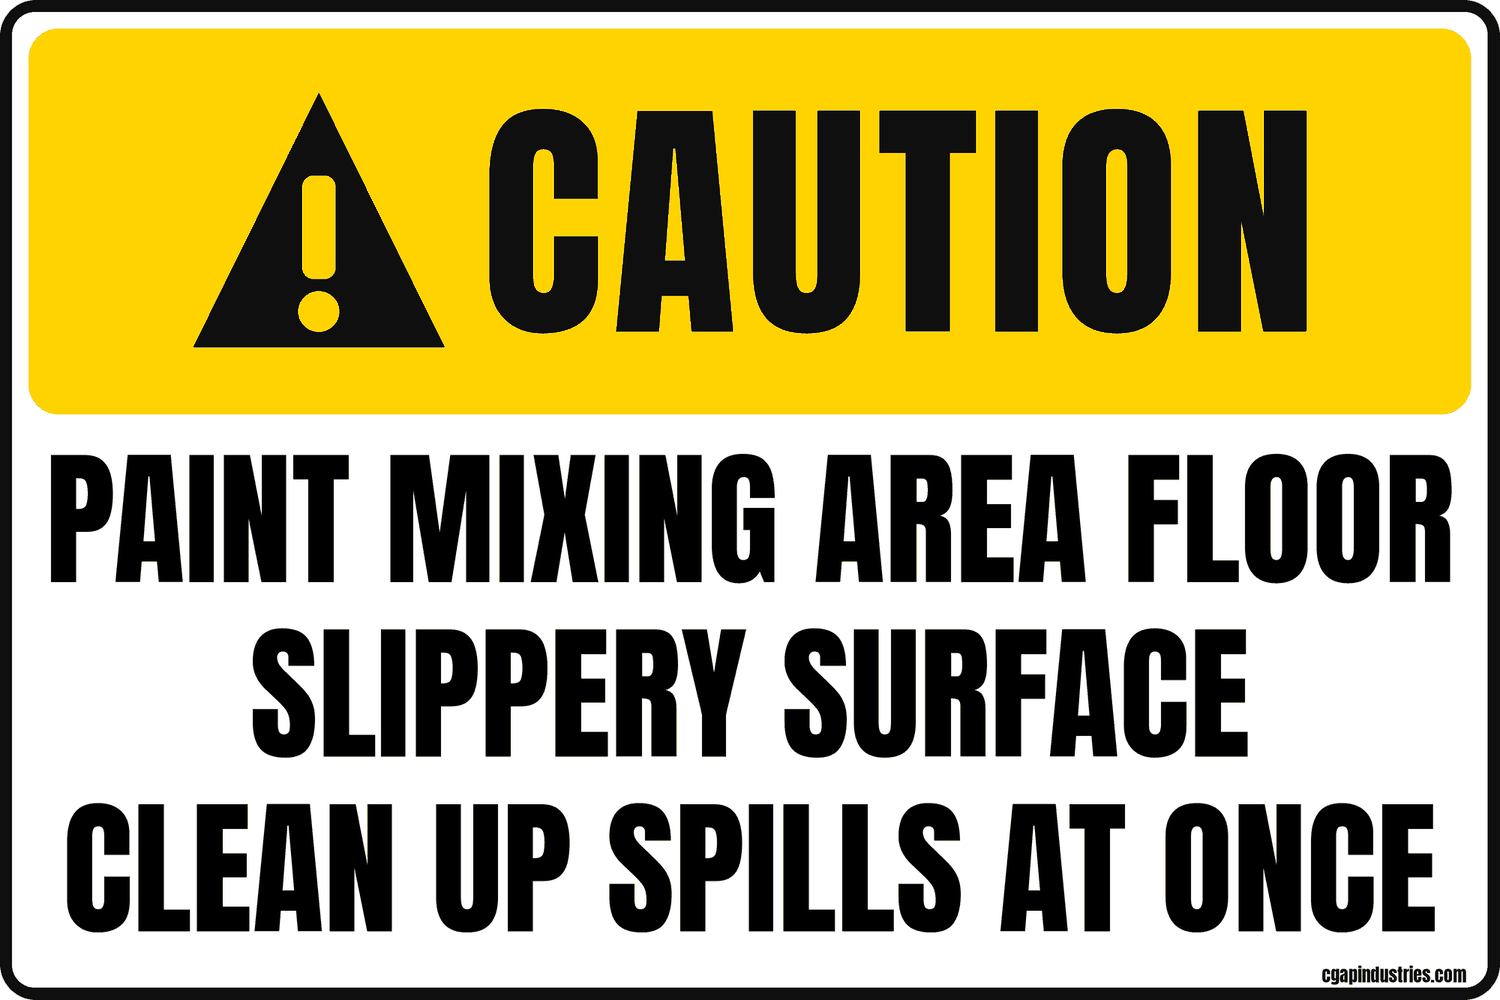 CAUTION
PAINT MIXING AREA FLOOR
SLIPPERY SURFACE
CLEAN UP SPILLS AT ONCE
cgapindustries.com